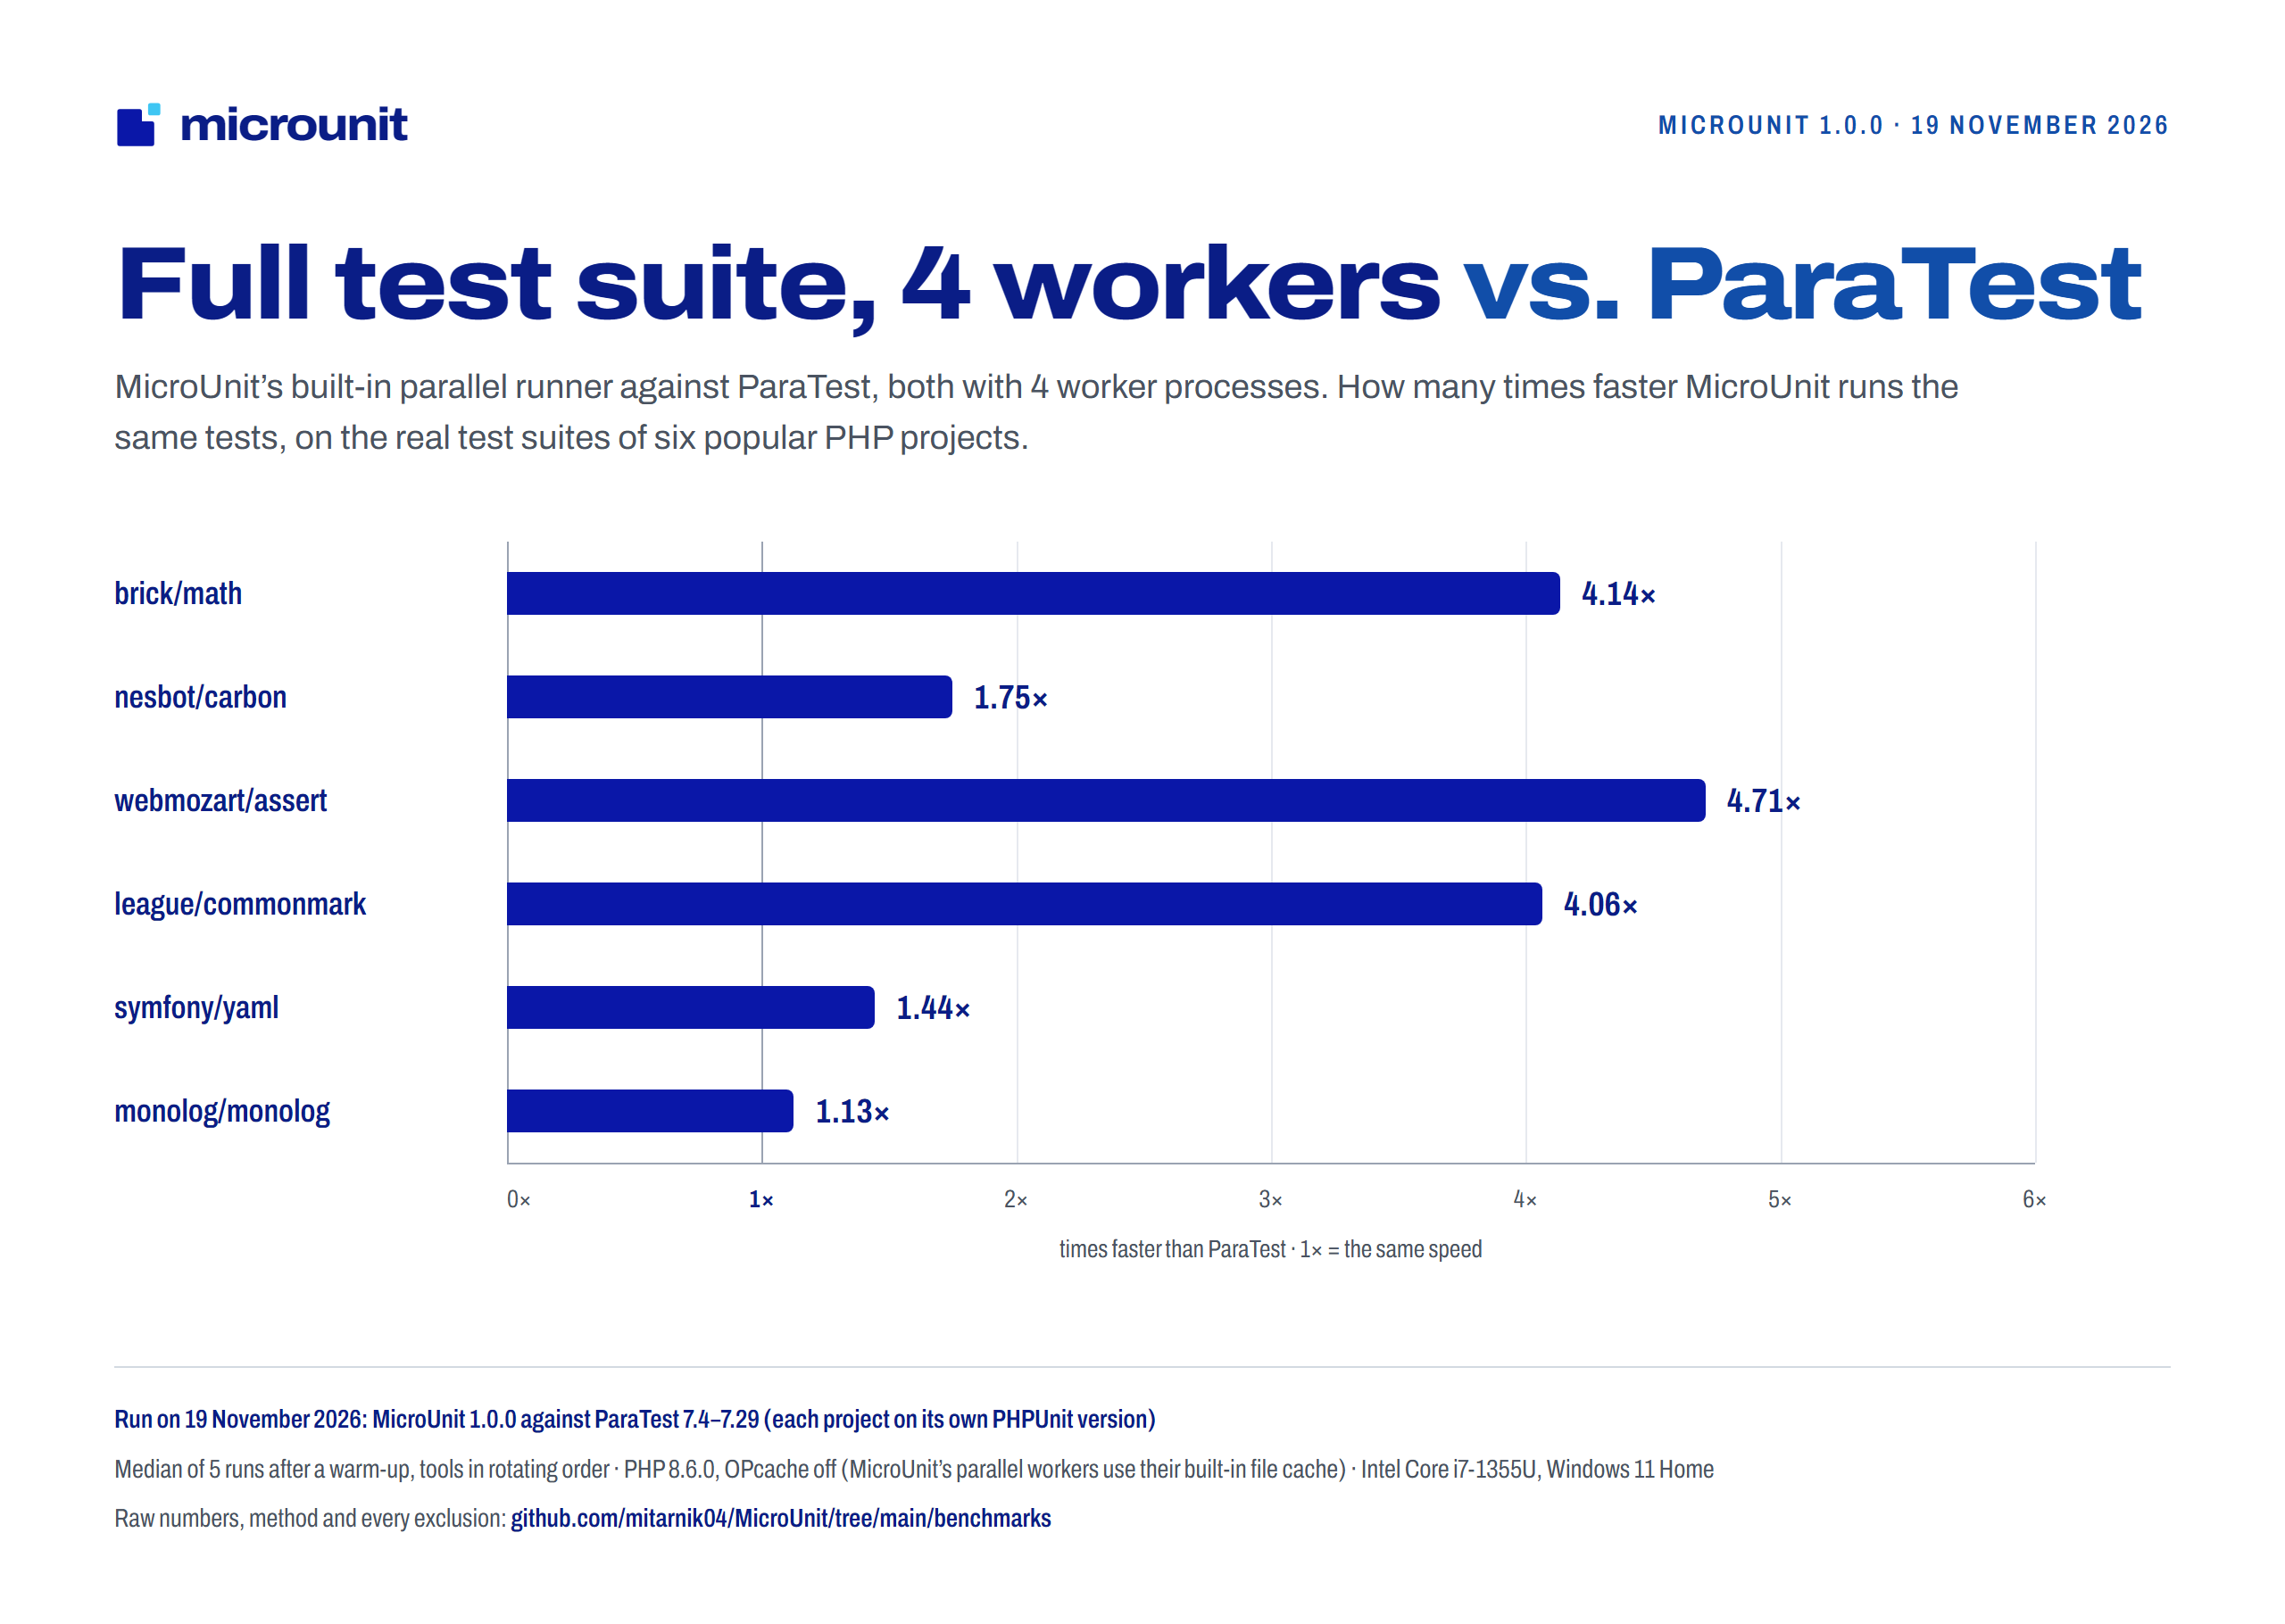 microunit
MICROUNIT 1.0.0 · 19 NOVEMBER 2026
Full test suite, 4 workers vs. ParaTest
MicroUnit’s built-in parallel runner against ParaTest, both with 4 worker processes. How many times faster MicroUnit runs the
same tests, on the real test suites of six popular PHP projects.
brick/math 4.14×
nesbot/carbon 1.75×
webmozart/assert 4.71×
league/commonmark 4.06×
symfony/yaml 1.44×
monolog/monolog 1.13×
0× 1× 2× 3× 4× 5× 6×
times faster than ParaTest · 1× = the same speed
Run on 19 November 2026: MicroUnit 1.0.0 against ParaTest 7.4–7.29 (each project on its own PHPUnit version)
Median of 5 runs after a warm-up, tools in rotating order · PHP 8.6.0, OPcache off (MicroUnit’s parallel workers use their built-in file cache) · Intel Core i7-1355U, Windows 11 Home
Raw numbers, method and every exclusion: github.com/mitarnik04/MicroUnit/tree/main/benchmarks